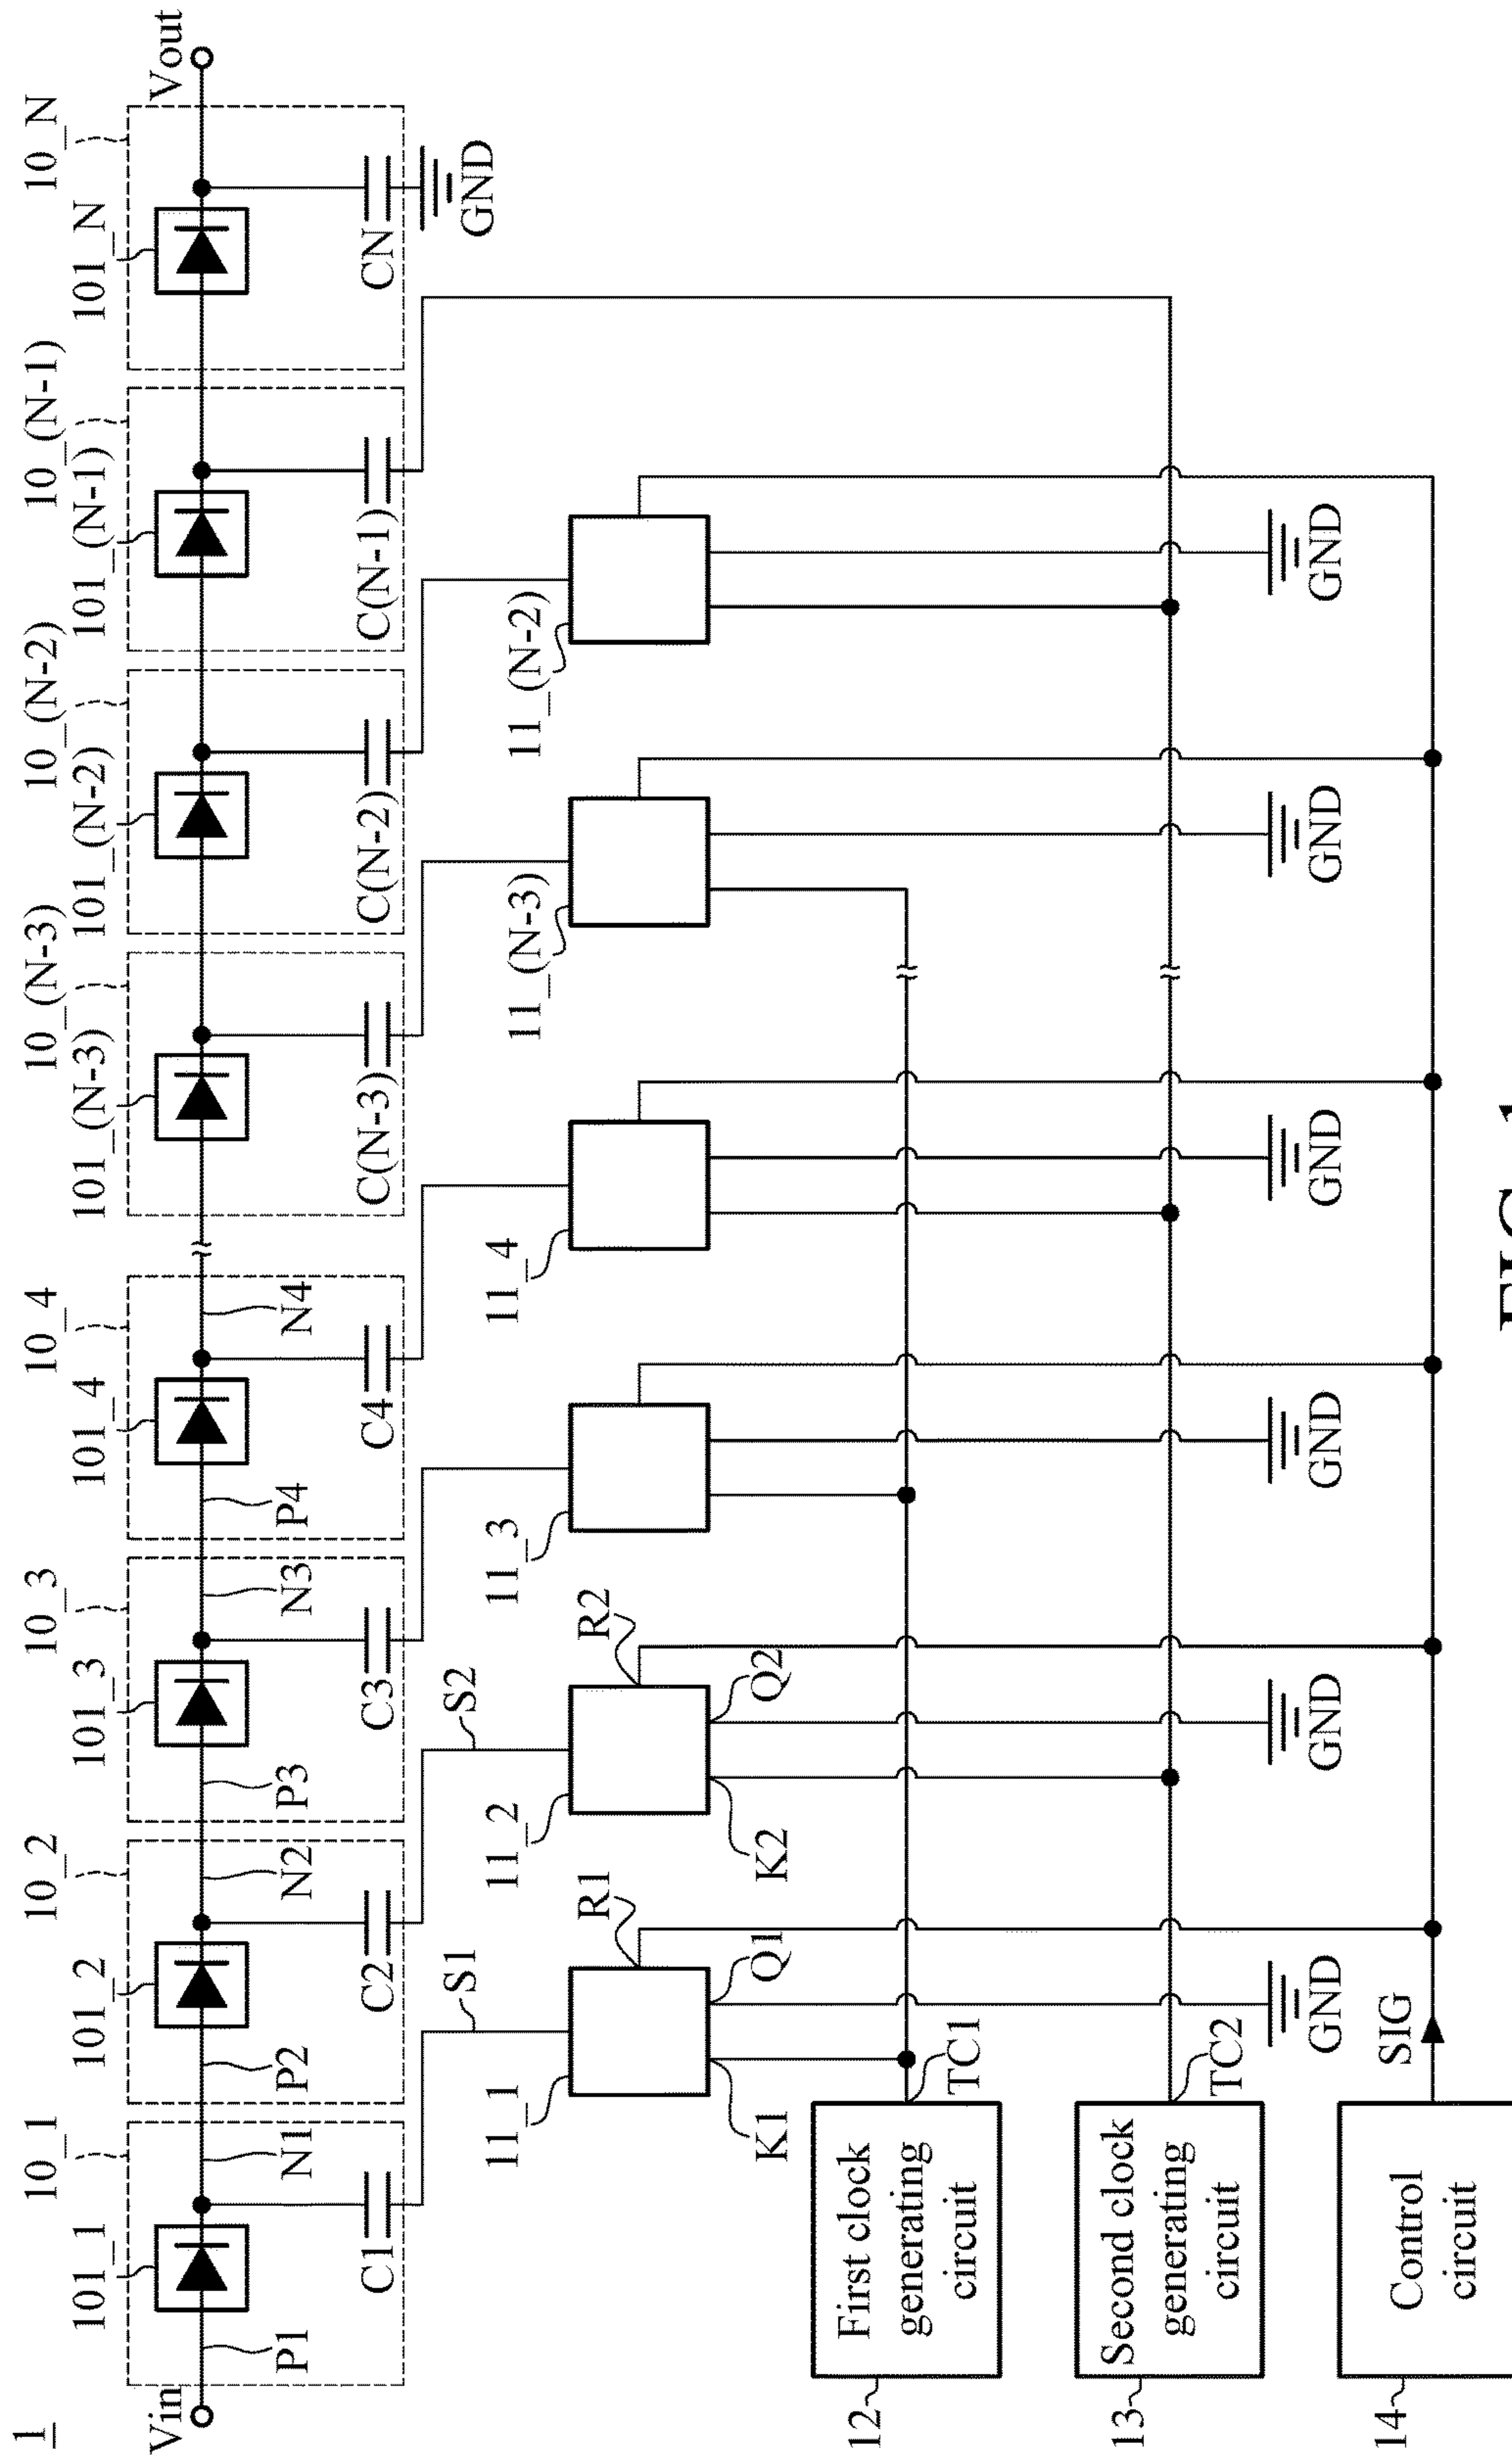 1
10_1
10_2
10_3
10_4
10_(N-3)
10_(N-2)
10_(N-1)
10_N
101_1
101_2
101_3
101_4
101_(N-3)
101_(N-2)
101_(N-1)
101_N
Vin
Vout
P1
N1
P2
N2
P3
N3
P4
N4
C1
C2
C3
C4
C(N-3)
C(N-2)
C(N-1)
CN
GND
S1
S2
11_1
R1
11_2
R2
11_3
11_4
11_(N-3)
11_(N-2)
K1
Q1
K2
Q2
12
First clock
generating
circuit
TC1
13
Second clock
generating
circuit
TC2
GND
GND
GND
GND
GND
GND
14
Control
circuit
SIG